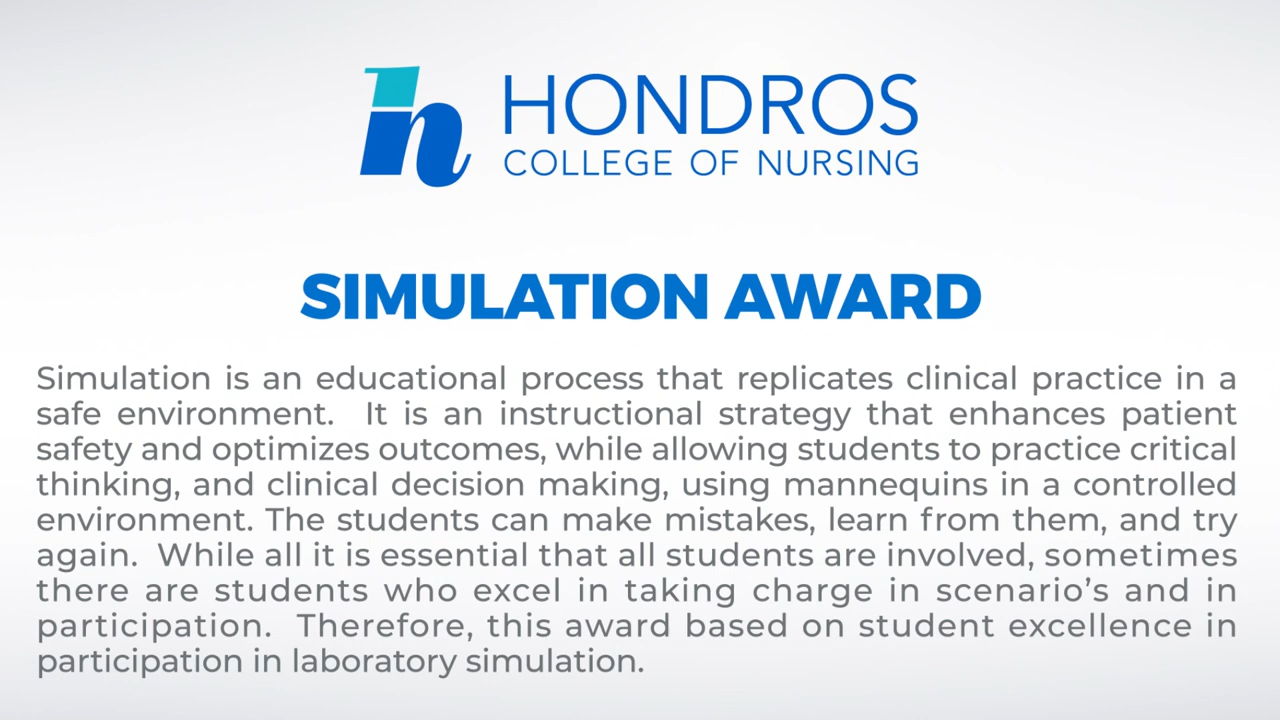 HONDROS
COLLEGE OF NURSING
SIMULATION AWARD
Simulation is an educational process that replicates clinical practice in a
safe environment.  It is an instructional strategy that enhances patient
safety and optimizes outcomes, while allowing students to practice critical
thinking, and clinical decision making, using mannequins in a controlled
environment. The students can make mistakes, learn from them, and try
again.  While all it is essential that all students are involved, sometimes
there are students who excel in taking charge in scenario’s and in
participation.  Therefore, this award based on student excellence in
participation in laboratory simulation.